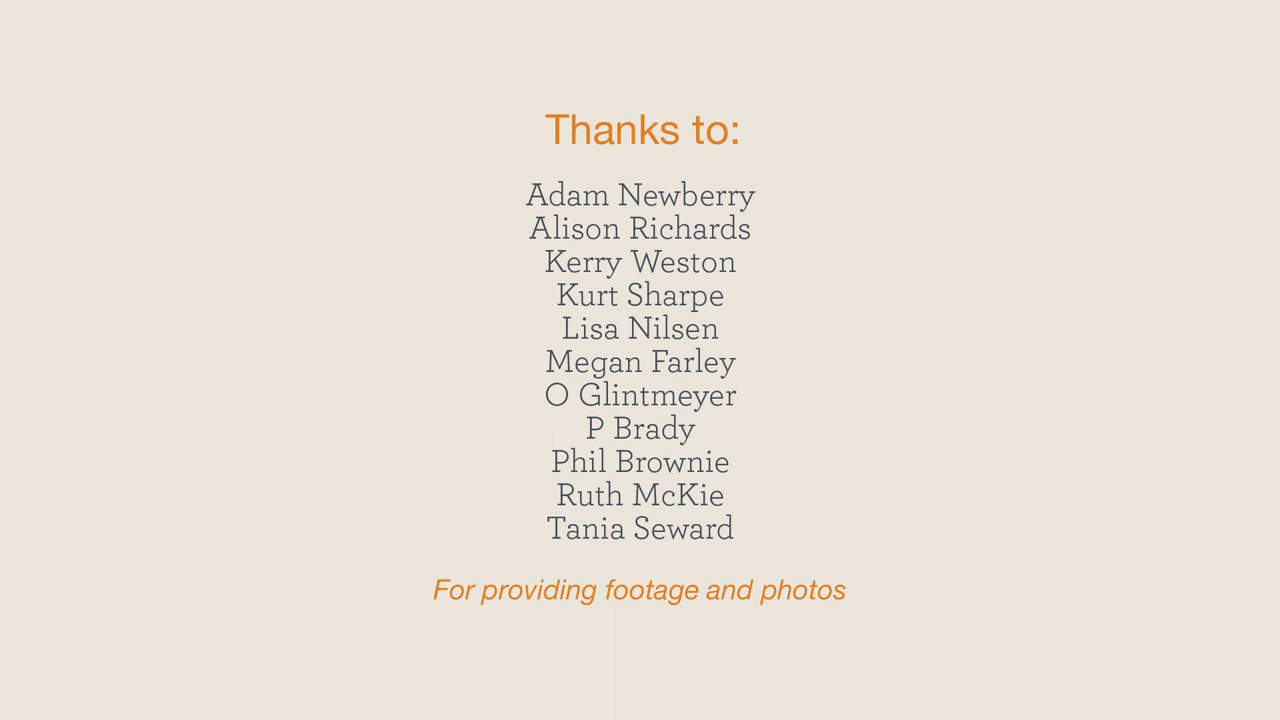 Thanks to:
Adam Newberry
Alison Richards
Kerry Weston
Kurt Sharpe
Lisa Nilsen
Megan Farley
O Glintmeyer
P Brady
Phil Brownie
Ruth McKie
Tania Seward
For providing footage and photos